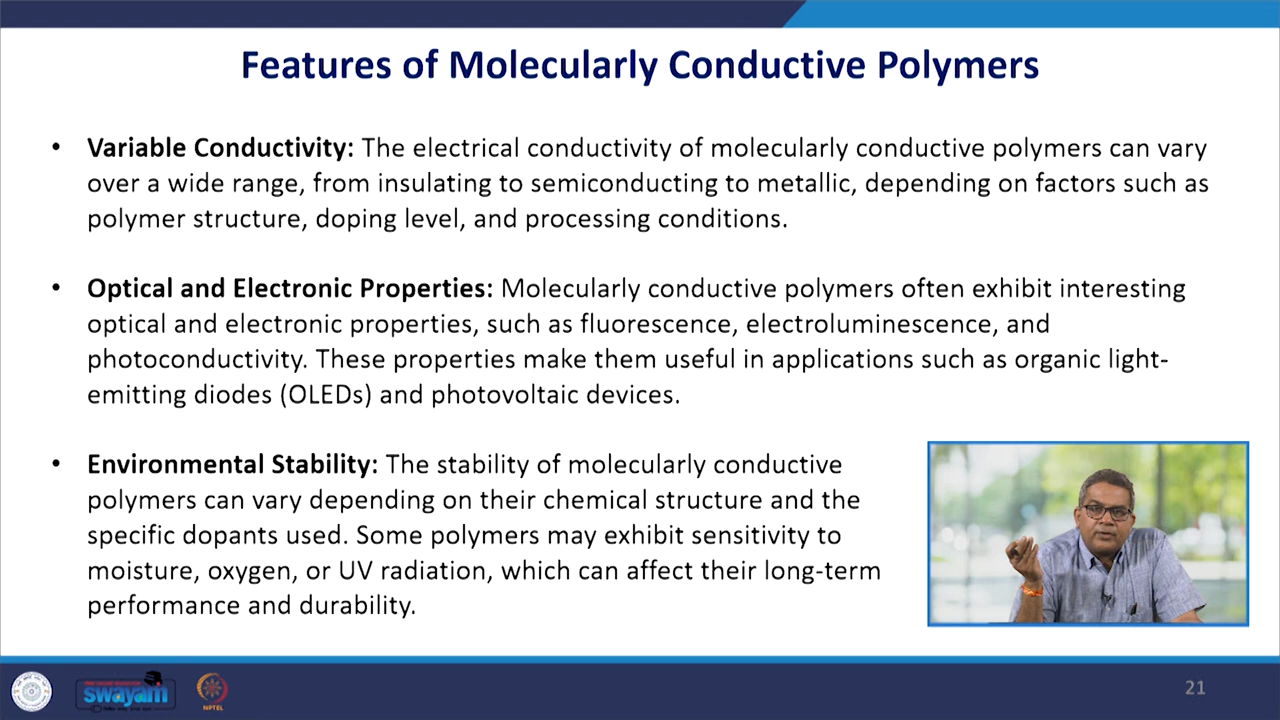 Features of Molecularly Conductive Polymers
• Variable Conductivity: The electrical conductivity of molecularly conductive polymers can vary
over a wide range, from insulating to semiconducting to metallic, depending on factors such as
polymer structure, doping level, and processing conditions.
• Optical and Electronic Properties: Molecularly conductive polymers often exhibit interesting
optical and electronic properties, such as fluorescence, electroluminescence, and
photoconductivity. These properties make them useful in applications such as organic light-
emitting diodes (OLEDs) and photovoltaic devices.
• Environmental Stability: The stability of molecularly conductive
polymers can vary depending on their chemical structure and the
specific dopants used. Some polymers may exhibit sensitivity to
moisture, oxygen, or UV radiation, which can affect their long-term
performance and durability.
swayam
NPTEL
21